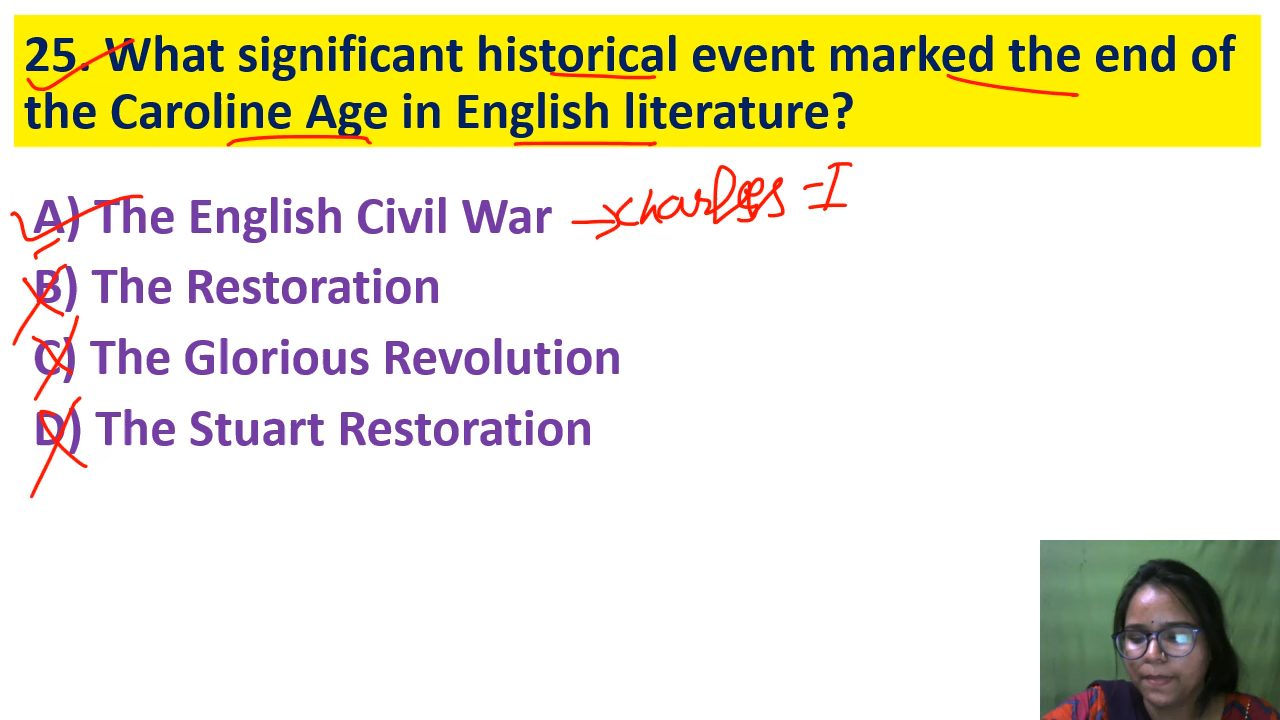 25. What significant historical event marked the end of
the Caroline Age in English literature?
A) The English Civil War → Charles = I
B) The Restoration
C) The Glorious Revolution
D) The Stuart Restoration